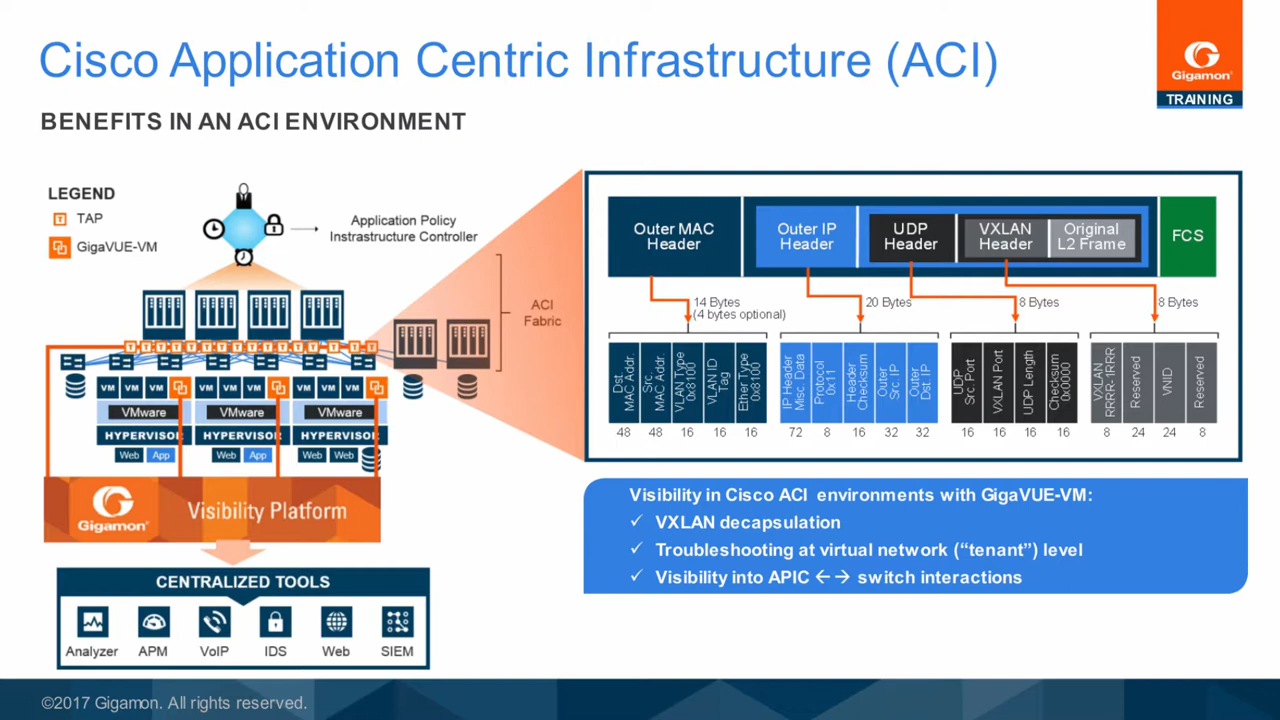 Cisco Application Centric Infrastructure (ACI)
Gigamon®
TRAINING
BENEFITS IN AN ACI ENVIRONMENT
LEGEND
TAP
GigaVUE-VM
Application Policy
Instrastructure Controller
ACI
Fabric
T T T T T T T T T T T T
VM VM VM VM VM VM VM VM VM
VMware VMware VMware
HYPERVISOR HYPERVISOR HYPERVISOR
Web App Web App Web Web
Gigamon®
Visibility Platform
CENTRALIZED TOOLS
Analyzer APM VoIP IDS Web SIEM
Outer MAC
Header
Outer IP
Header
UDP
Header
VXLAN
Header
Original
L2 Frame
FCS
14 Bytes
(4 bytes optional)
20 Bytes
8 Bytes
8 Bytes
Dst.
MAC Addr.
Src.
MAC Addr.
VLAN Type
0x8100
VLAN ID
Tag
Ether Type
0x8100
IP Header
Misc. Data
Protocol
0x11
Header
Checksum
Outer
Src. IP
Outer
Dst. IP
UDP
Src. Port
VXLAN Port
UDP Length
Checksum
0x0000
VXLAN
RRRR- 1RRR
Reserved
VNID
Reserved
48 48 16 16 16
72 8 16 32 32
16 16 16 16
8 24 24 8
Visibility in Cisco ACI environments with GigaVUE-VM:
✓ VXLAN decapsulation
✓ Troubleshooting at virtual network (“tenant”) level
✓ Visibility into APIC ←→ switch interactions
©2017 Gigamon. All rights reserved.